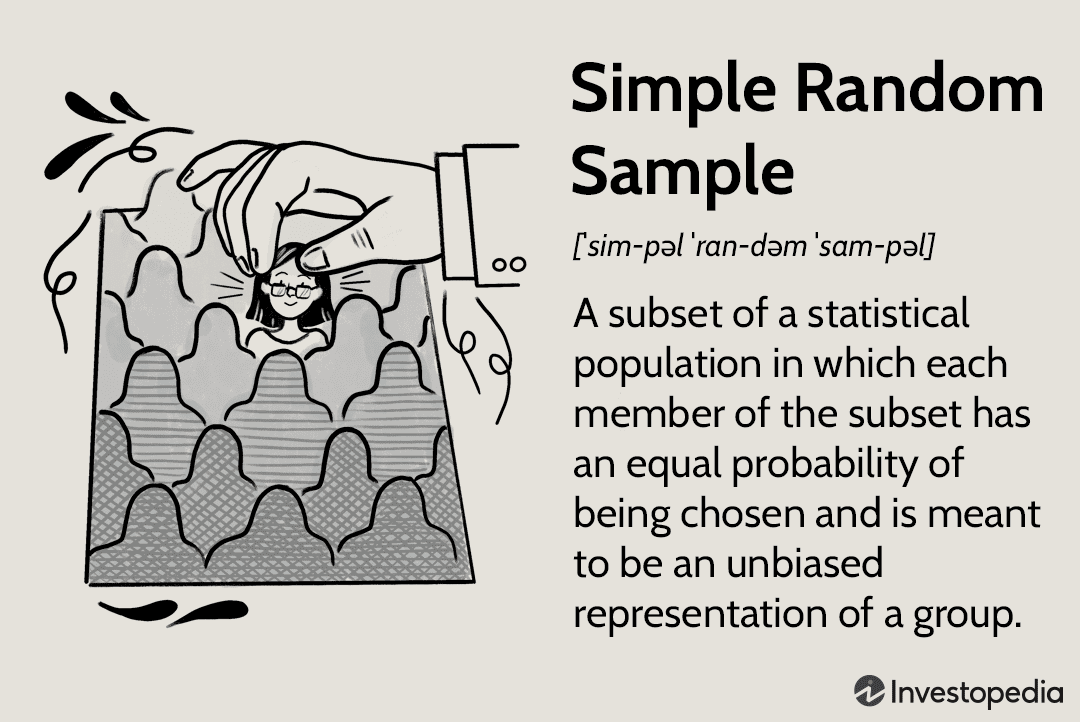 Simple Random
Sample
[ˈsim-pəl ˈran-dəm ˈsam-pəl]
A subset of a statistical
population in which each
member of the subset has
an equal probability of
being chosen and is meant
to be an unbiased
representation of a group.
Investopedia